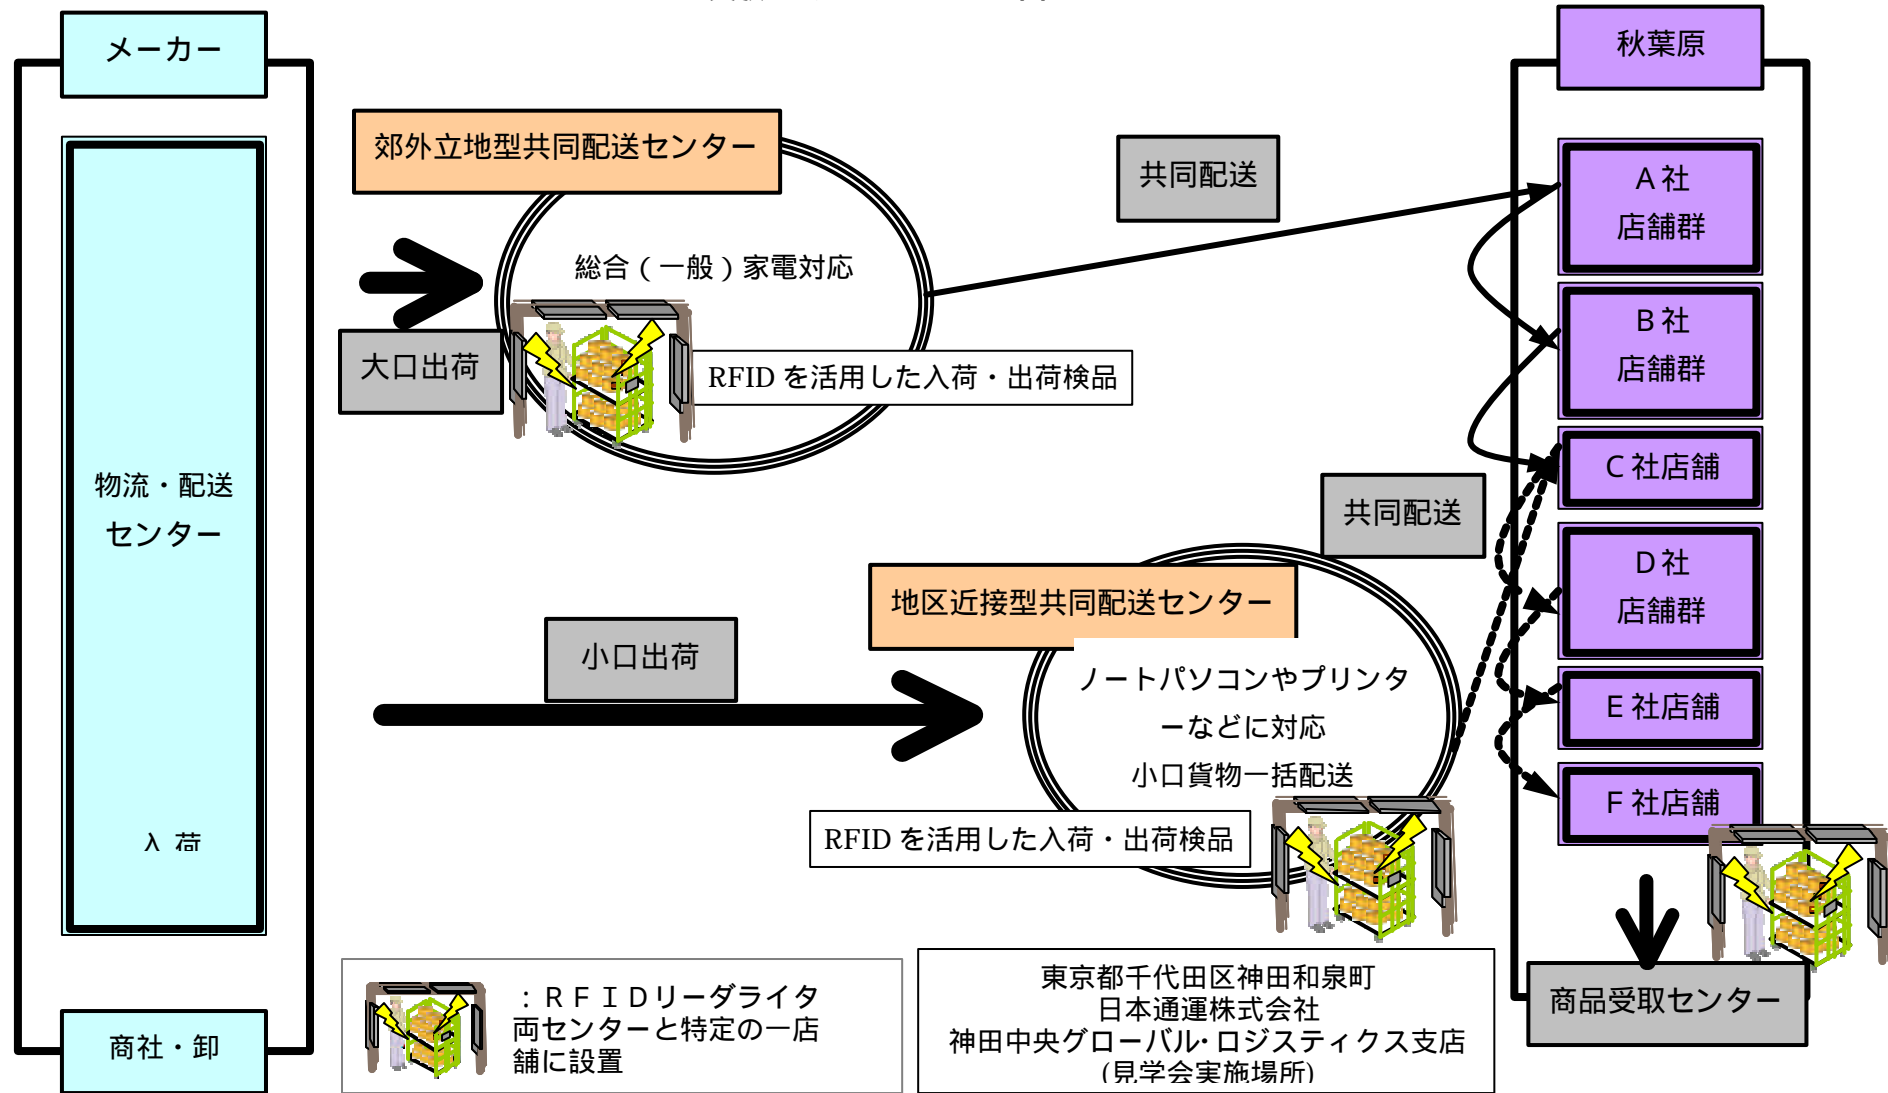 メーカー
物流・配送
センター
入 荷
商社・卸
郊外立地型共同配送センター
総合（一般）家電対応
大口出荷
RFID を活用した入荷・出荷検品
共同配送
小口出荷
共同配送
地区近接型共同配送センター
ノートパソコンやプリンタ
ーなどに対応
小口貨物一括配送
RFID を活用した入荷・出荷検品
：ＲＦＩＤリーダライタ
両センターと特定の一店
舗に設置
東京都千代田区神田和泉町
日本通運株式会社
神田中央グローバル・ロジスティクス支店
(見学会実施場所)
秋葉原
Ａ社
店舗群
Ｂ社
店舗群
Ｃ社店舗
Ｄ社
店舗群
Ｅ社店舗
Ｆ社店舗
商品受取センター